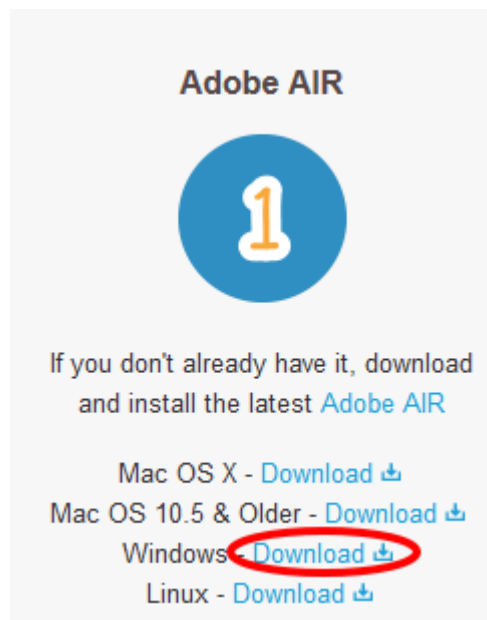 Adobe AIR
1
If you don't already have it, download
and install the latest Adobe AIR
Mac OS X - Download
Mac OS 10.5 & Older - Download
Windows - Download
Linux - Download